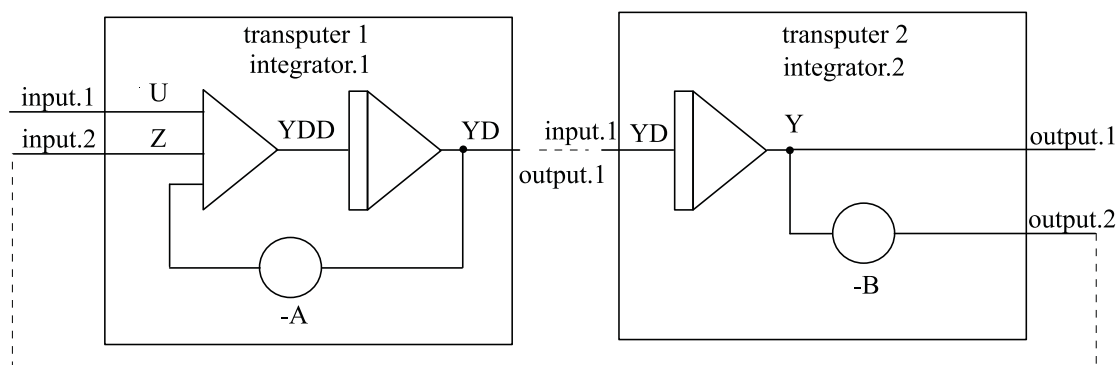 transputer 1
integrator.1
input.1
U
input.2
Z
YDD
YD
-A
input.1
output.1
transputer 2
integrator.2
YD
Y
output.1
output.2
-B